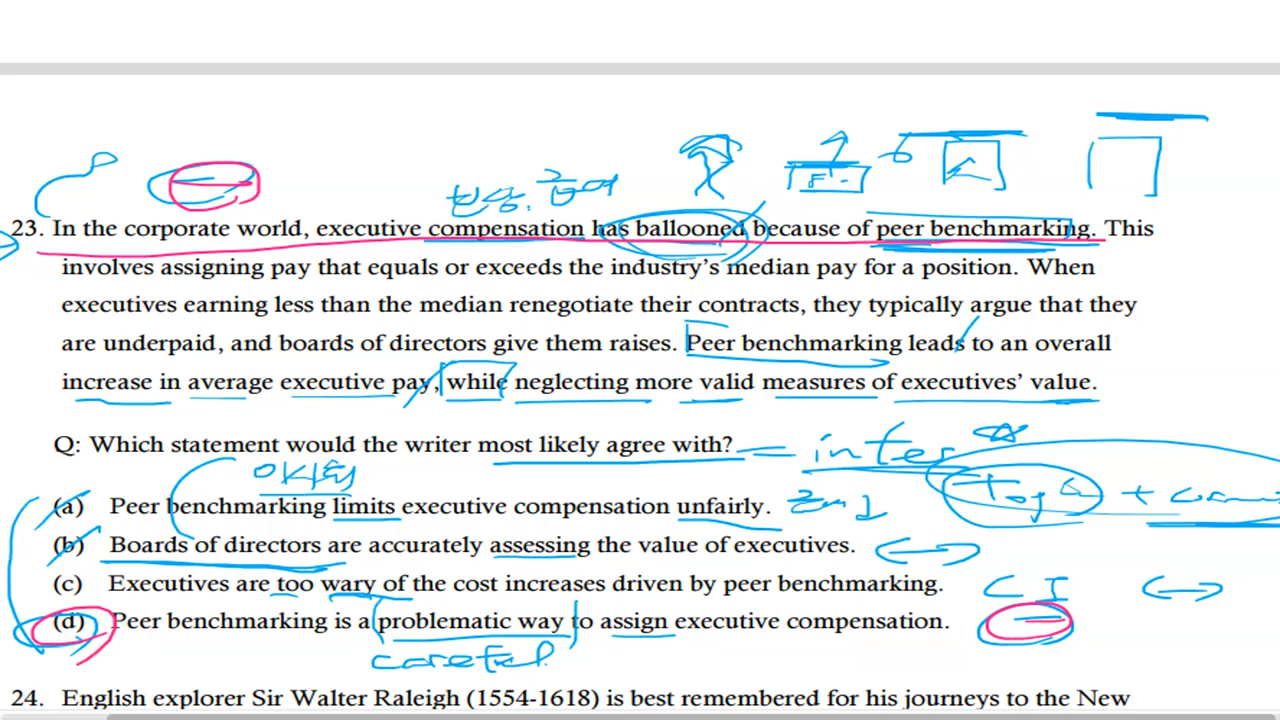 보상. 급여
23. In the corporate world, executive compensation has ballooned because of peer benchmarking. This
involves assigning pay that equals or exceeds the industry's median pay for a position. When
executives earning less than the median renegotiate their contracts, they typically argue that they
are underpaid, and boards of directors give them raises. Peer benchmarking leads to an overall
increase in average executive pay, while neglecting more valid measures of executives' value.
Q: Which statement would the writer most likely agree with? = infer
(a) Peer benchmarking limits executive compensation unfairly.
(b) Boards of directors are accurately assessing the value of executives.
(c) Executives are too wary of the cost increases driven by peer benchmarking.
(d) Peer benchmarking is a problematic way to assign executive compensation.
careful
24. English explorer Sir Walter Raleigh (1554-1618) is best remembered for his journeys to the New